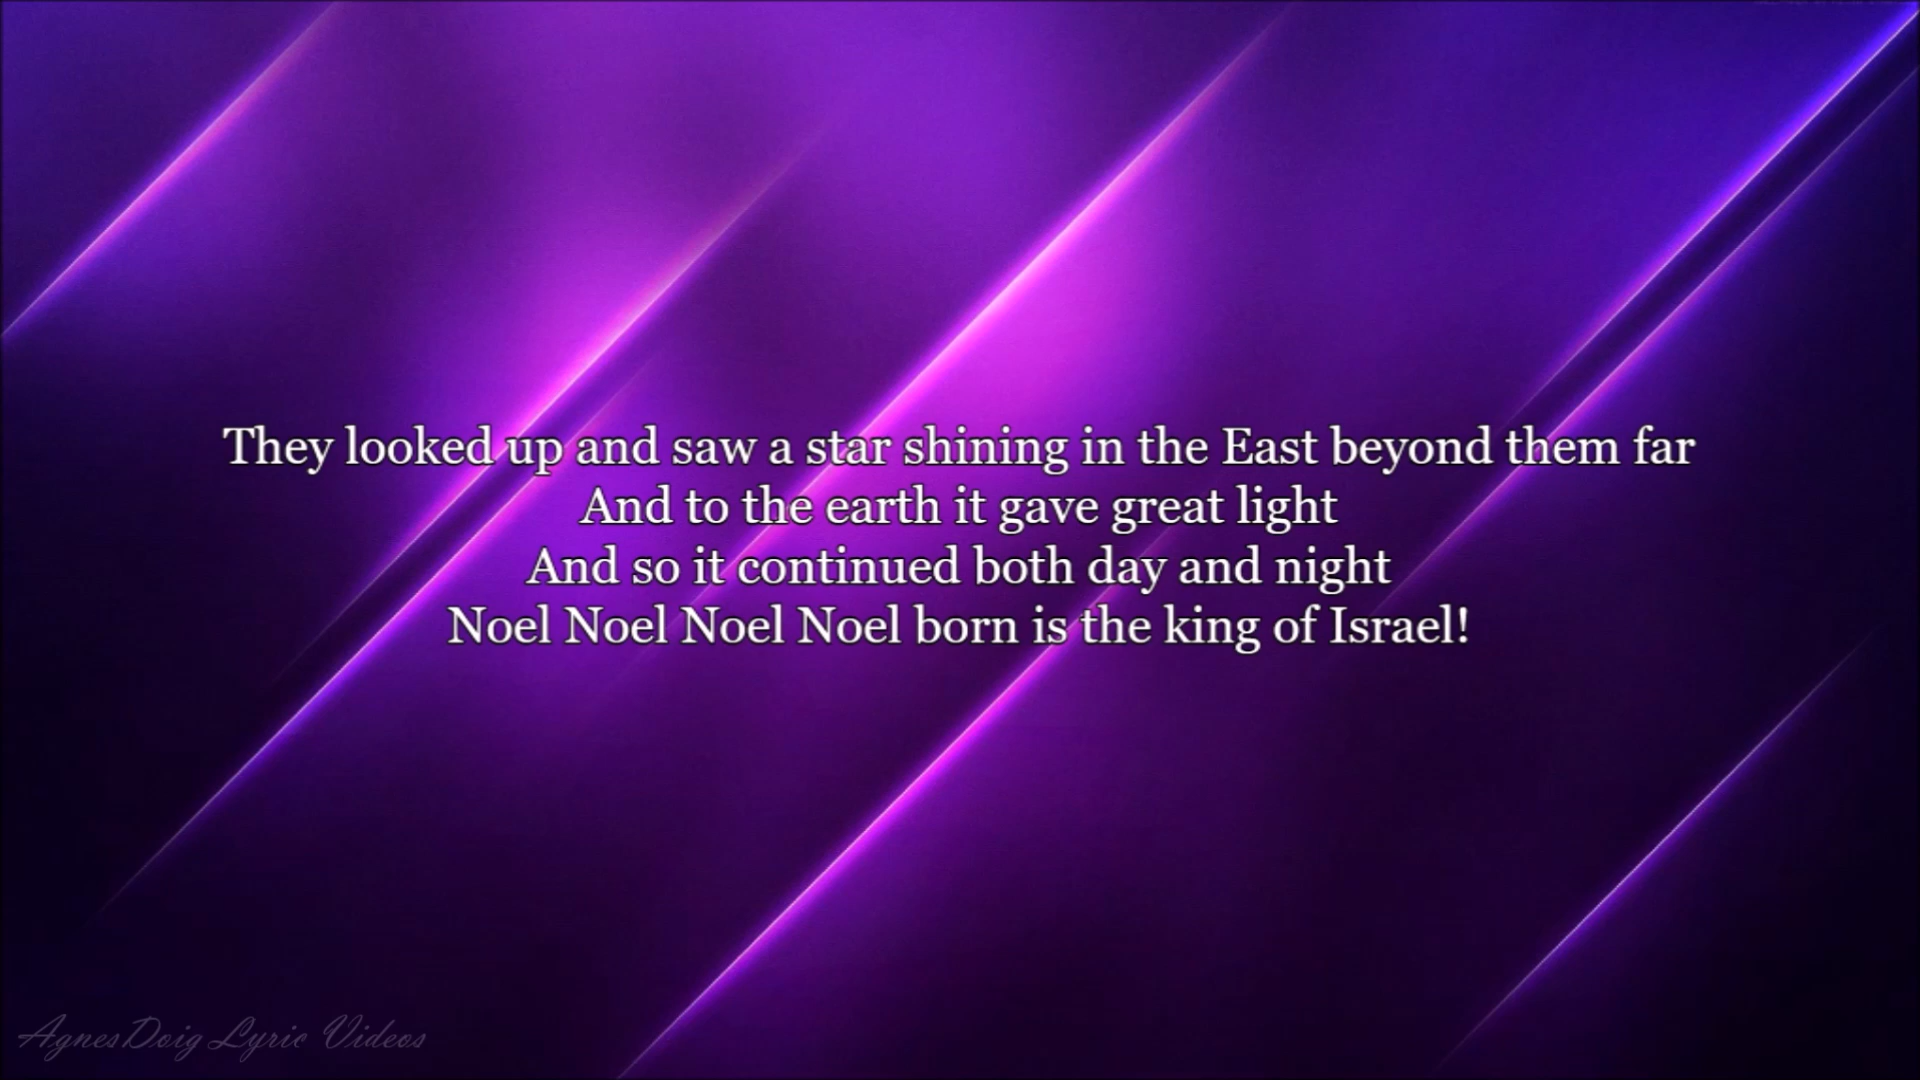 They looked up and saw a star shining in the East beyond them far
And to the earth it gave great light
And so it continued both day and night
Noel Noel Noel Noel born is the king of Israel!
AgnesDoig Lyric Videos